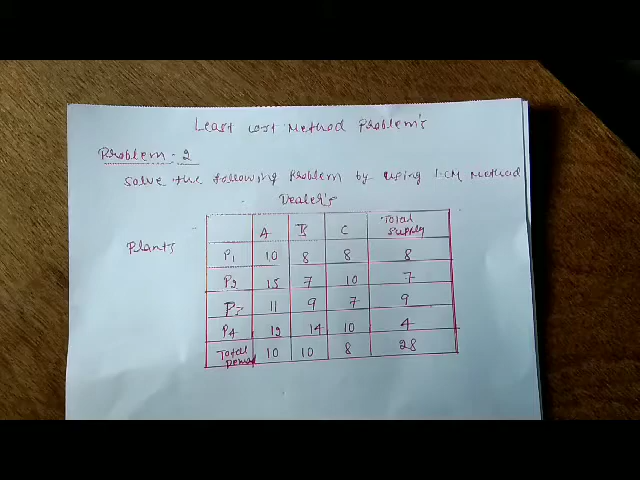 Least cost Method Problem's
Problem - 2
Solve the following Problem by using LCM Method
Dealer's
Plants
A B C Total Supply
P1 10 8 8 8
P2 15 7 10 7
P3 11 9 7 9
P4 12 14 10 4
Total Demand 10 10 8 28